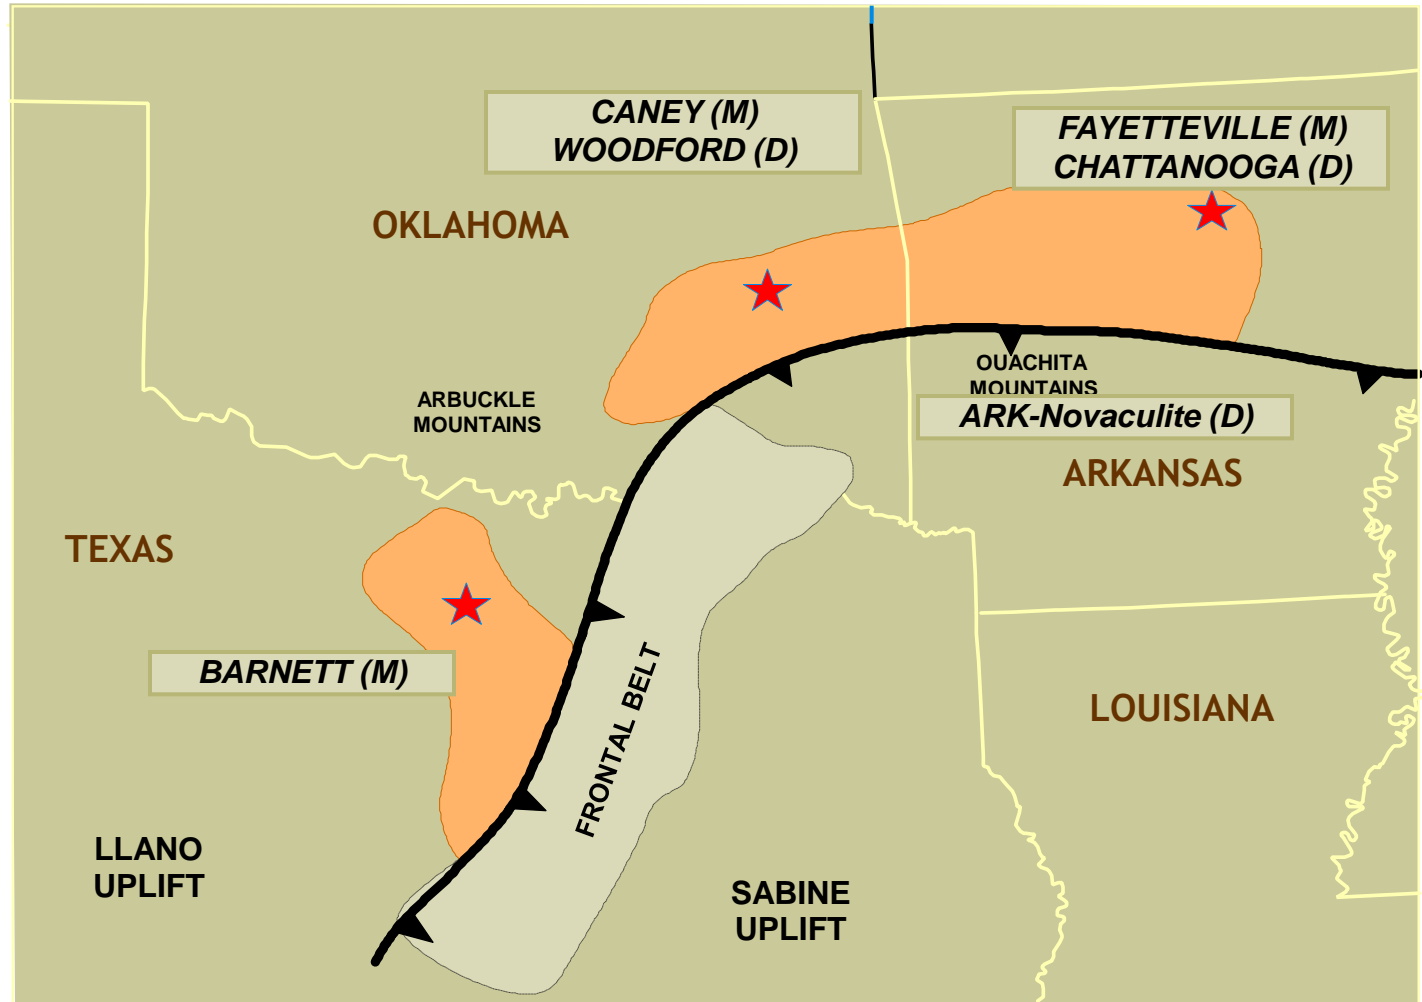 CANEY (M)
WOODFORD (D)
FAYETTEVILLE (M)
CHATTANOOGA (D)
OKLAHOMA
OUACHITA
MOUNTAINS
ARBUCKLE
MOUNTAINS
ARK-Novaculite (D)
ARKANSAS
TEXAS
BARNETT (M)
FRONTAL BELT
LOUISIANA
LLANO
UPLIFT
SABINE
UPLIFT